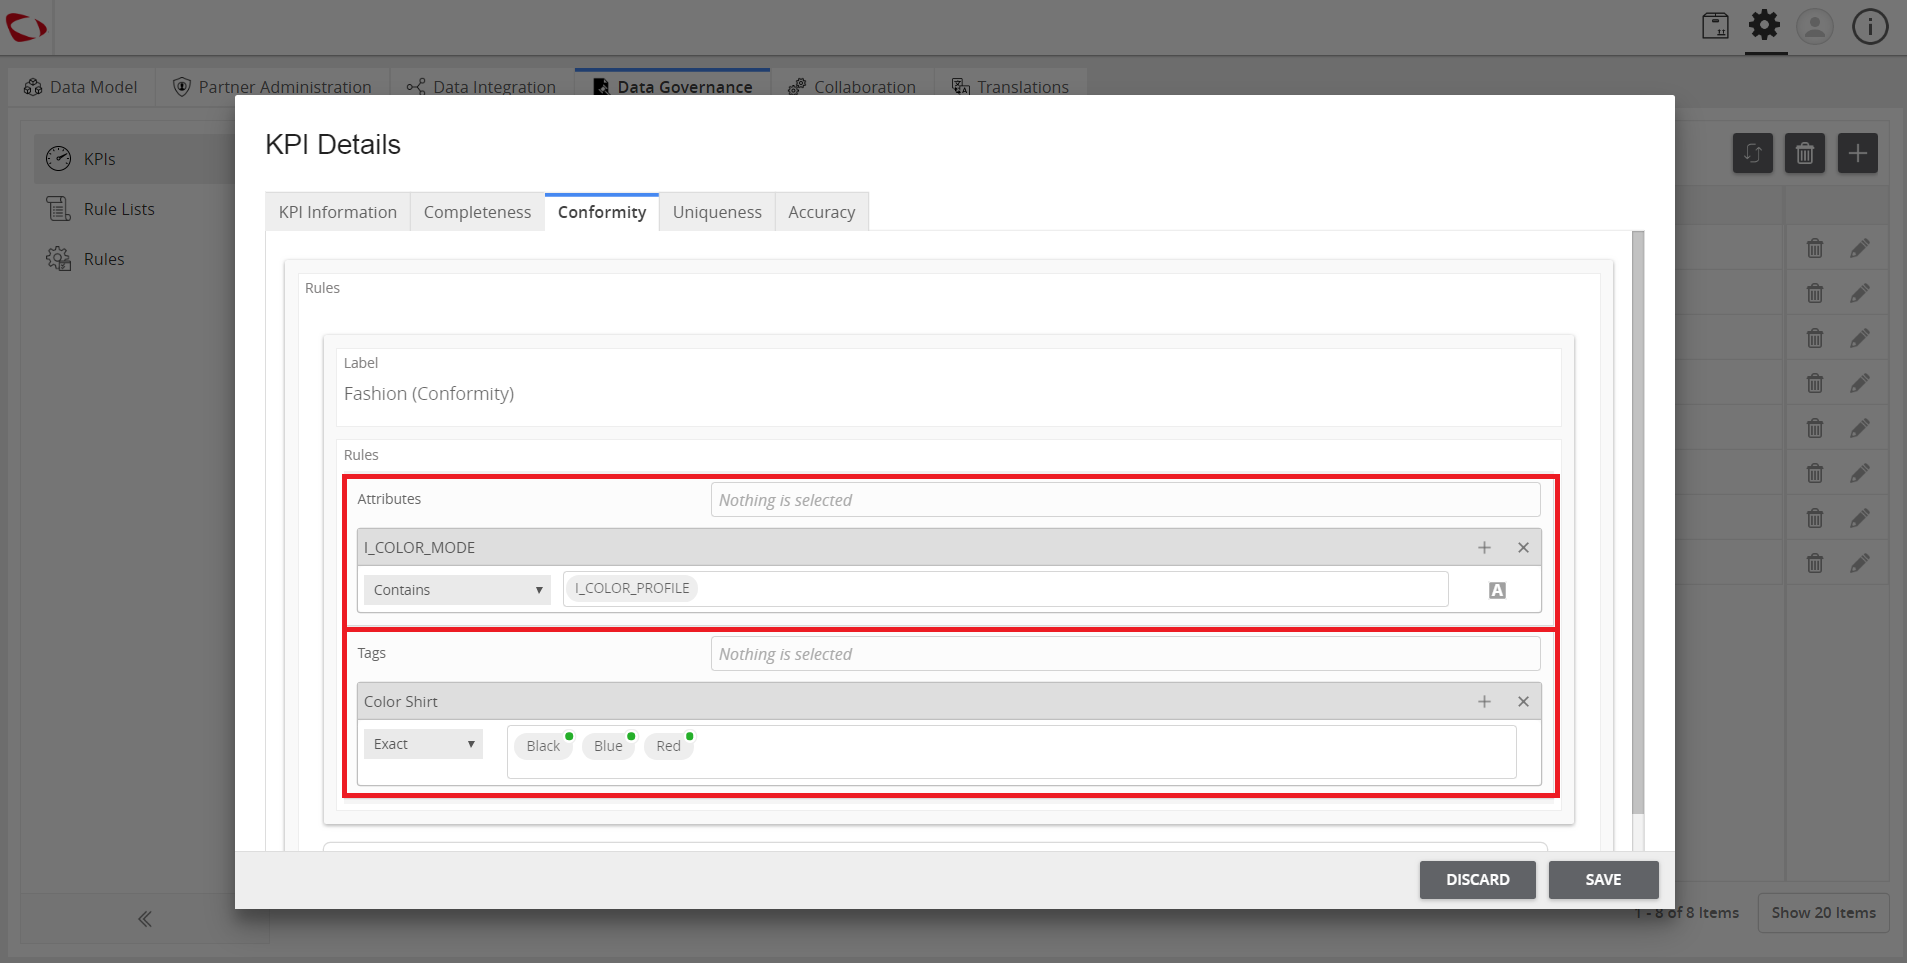 Data Model
Partner Administration
Data Integration
Data Governance
Collaboration
Translations
KPIs
Rule Lists
Rules
KPI Details
KPI Information
Completeness
Conformity
Uniqueness
Accuracy
Rules
Label
Fashion (Conformity)
Rules
Attributes
Nothing is selected
I_COLOR_MODE
Contains
I_COLOR_PROFILE
A
Tags
Nothing is selected
Color Shirt
Exact
Black
Blue
Red
DISCARD
SAVE
1 - 8 of 8 Items
Show 20 Items